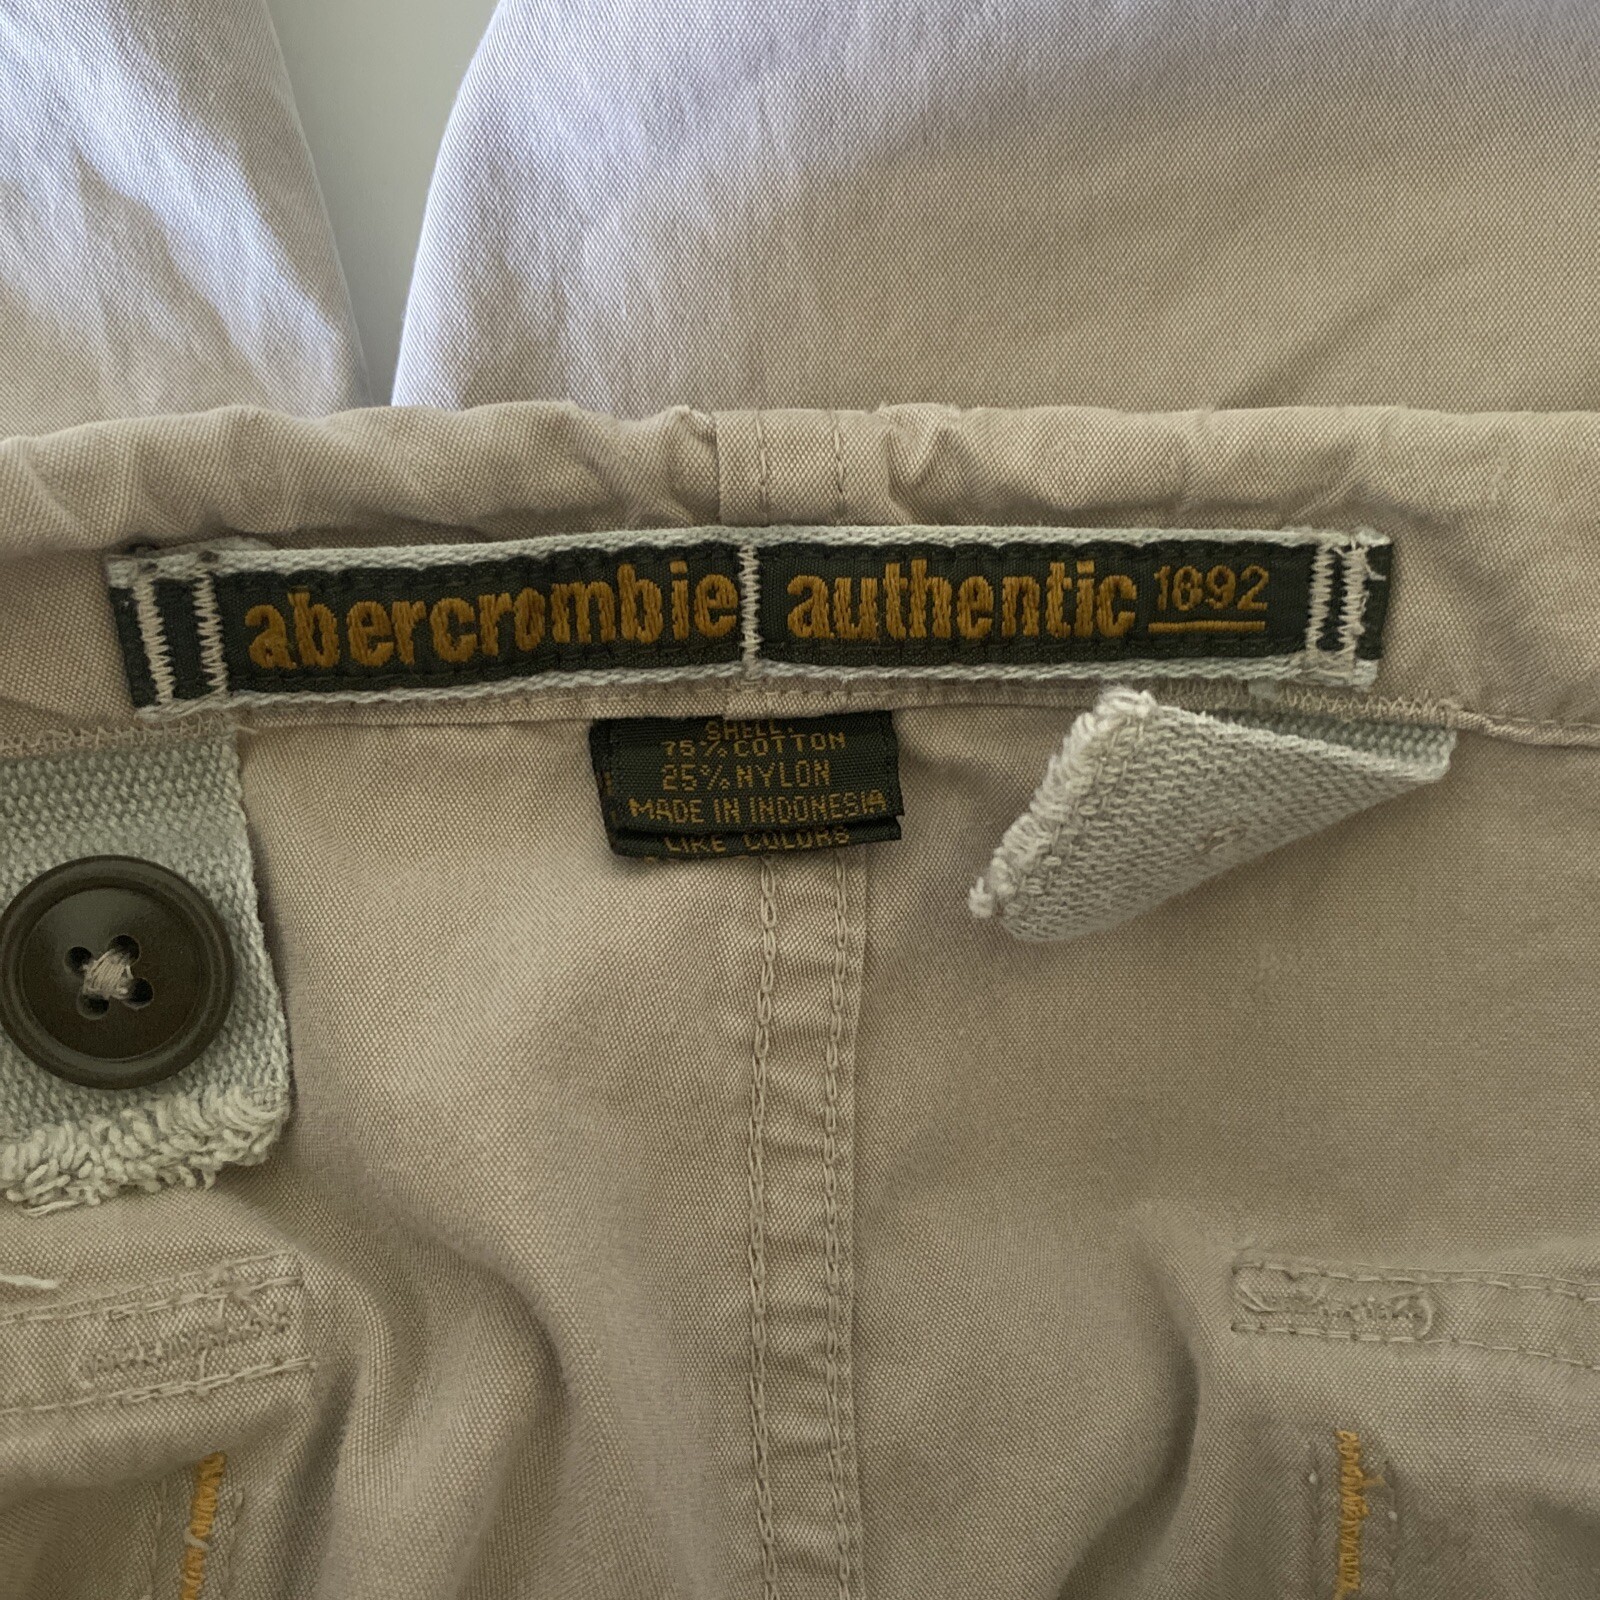 abercrombie authentic 1892
SHELL:
75% COTTON
25% NYLON
MADE IN INDONESIA
LIKE COLORS